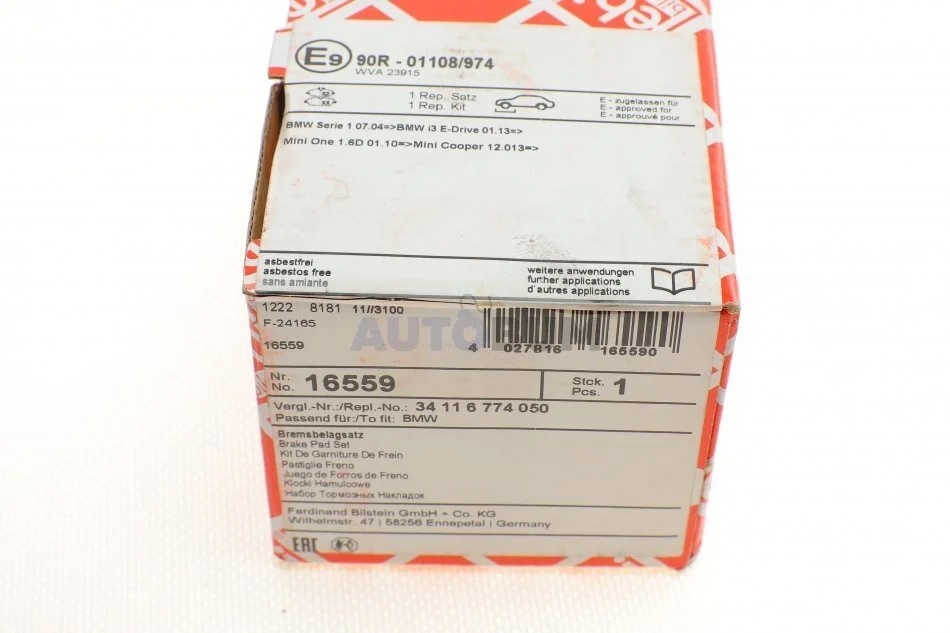 feb
bil
E9 90R - 01108/974
WVA 23915
1 Rep. Satz
1 Rep. Kit
E - zugelassen für
E - approved for
E - approuvé pour
BMW Serie 1 07.04=>BMW i3 E-Drive 01.13=>
Mini One 1.6D 01.10=>Mini Cooper 12.013=>
asbestfrei
asbestos free
sans amiante
weitere anwendungen
further applications
d'autres applications
1222 8181 11//3100
F-24165
16559
4 027816 165590
Nr.
No. 16559
Stck.
Pcs. 1
Vergl.-Nr.:/Repl.-No.: 34 11 6 774 050
Passend für:/To fit: BMW
Bremsbelagsatz
Brake Pad Set
Kit De Garniture De Frein
Pastiglie Freno
Juego de Forros de Freno
Klocki Hamulcowe
Набор Тормозных Накладок
Ferdinand Bilstein GmbH + Co. KG
Wilhelmstr. 47 | 58256 Ennepetal | Germany
EAC